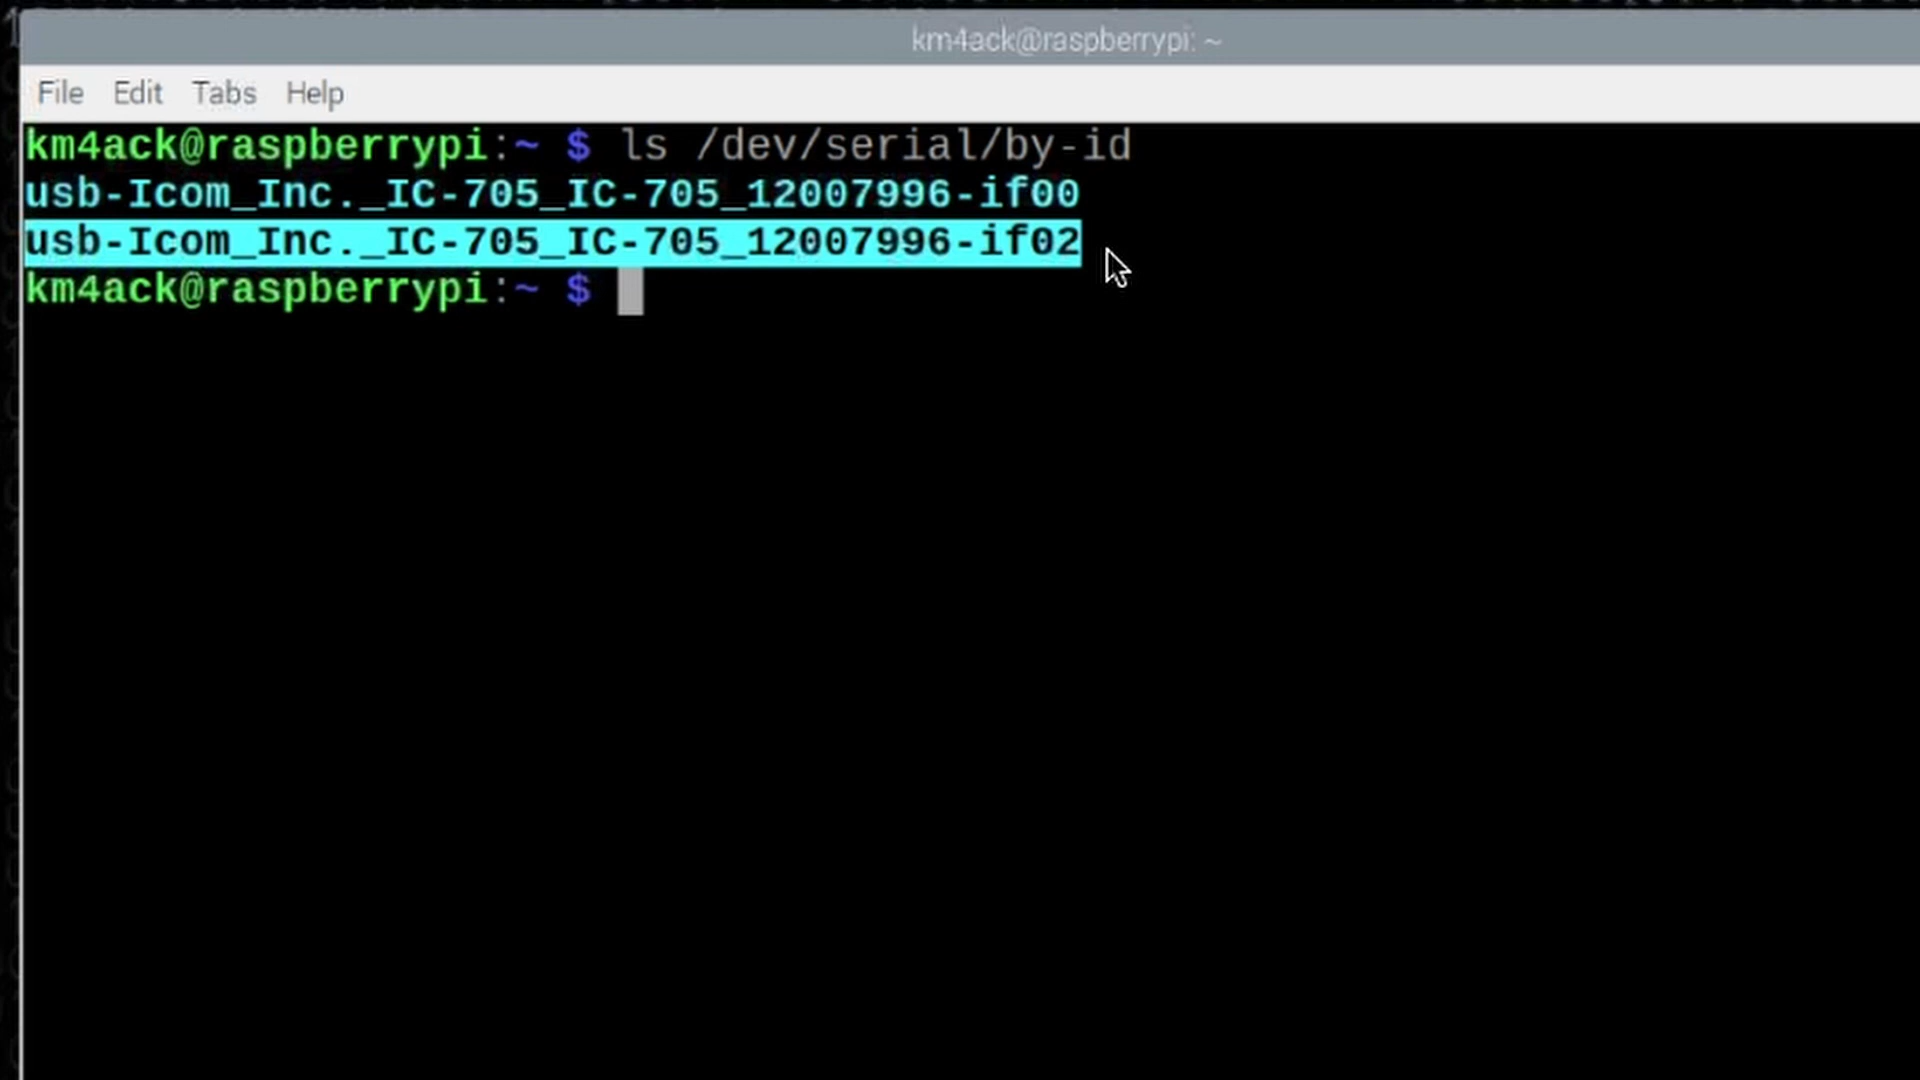 km4ack@raspberrypi: ~
File Edit Tabs Help
km4ack@raspberrypi:~ $ ls /dev/serial/by-id
usb-Icom_Inc._IC-705_IC-705_12007996-if00
usb-Icom_Inc._IC-705_IC-705_12007996-if02
km4ack@raspberrypi:~ $